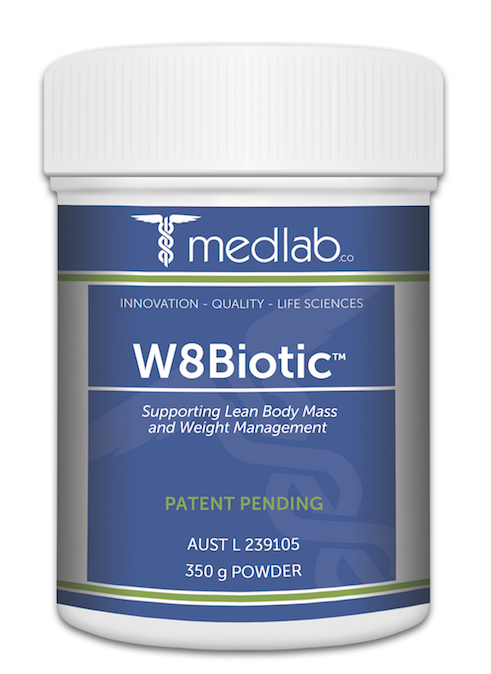 medlab.co
INNOVATION - QUALITY - LIFE SCIENCES
W8Biotic™
Supporting Lean Body Mass
and Weight Management
PATENT PENDING
AUST L 239105
350 g POWDER